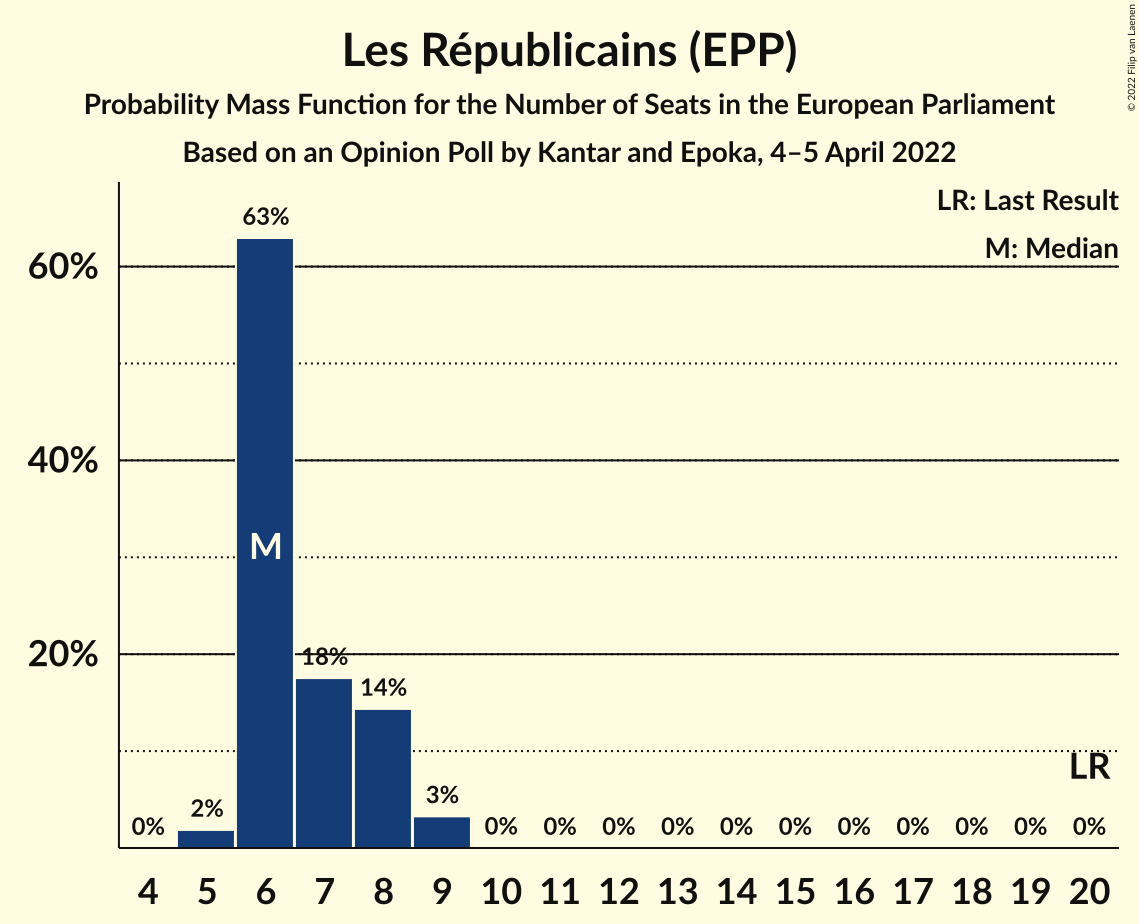 Les Républicains (EPP)
Probability Mass Function for the Number of Seats in the European Parliament
Based on an Opinion Poll by Kantar and Epoka, 4–5 April 2022
© 2022 Filip van Laenen
LR: Last Result
M: Median
60%
40%
20%
63%
M
18%
14%
LR
0%
2%
3%
0% 0% 0% 0% 0% 0% 0% 0% 0% 0% 0%
4 5 6 7 8 9 10 11 12 13 14 15 16 17 18 19 20